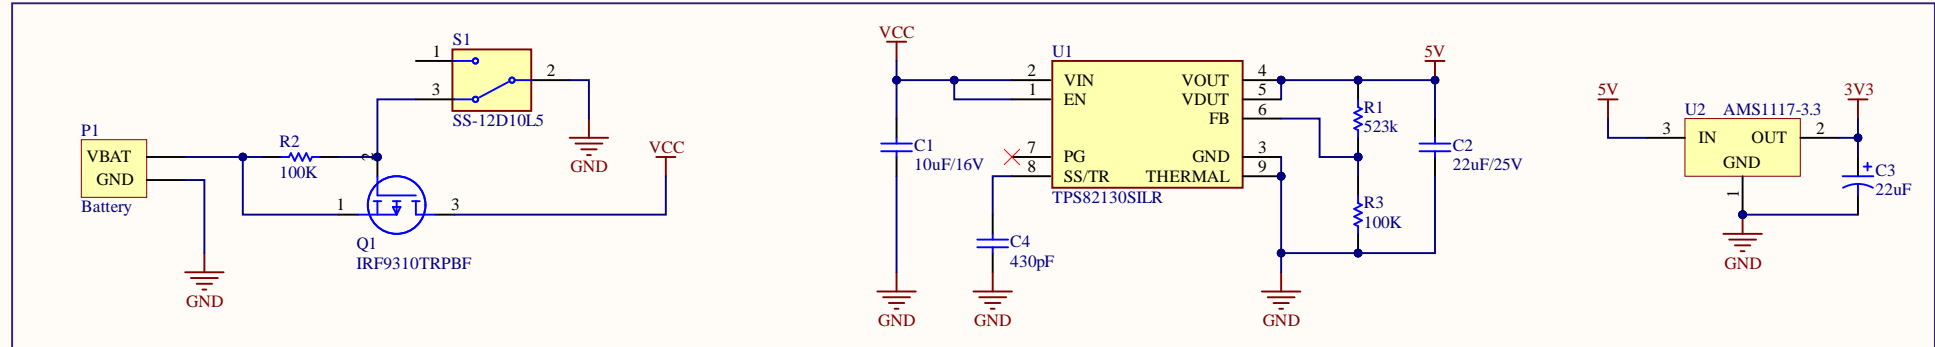 S1
1
2
3
SS-12D10L5
P1
VBAT
GND
Battery
GND
R2
100K
2
1
3
Q1
IRF9310TRPBF
GND
VCC
VCC
C1
10uF/16V
GND
U1
2
VIN
1
EN
7
PG
8
SS/TR
VOUT
4
VDUT
5
FB
6
GND
3
THERMAL
9
TPS82130SILR
C4
430pF
GND
R1
523k
R3
100K
GND
5V
C2
22uF/25V
5V
U2 AMS1117-3.3
3
IN
OUT
2
GND
1
GND
3V3
+
C3
22uF